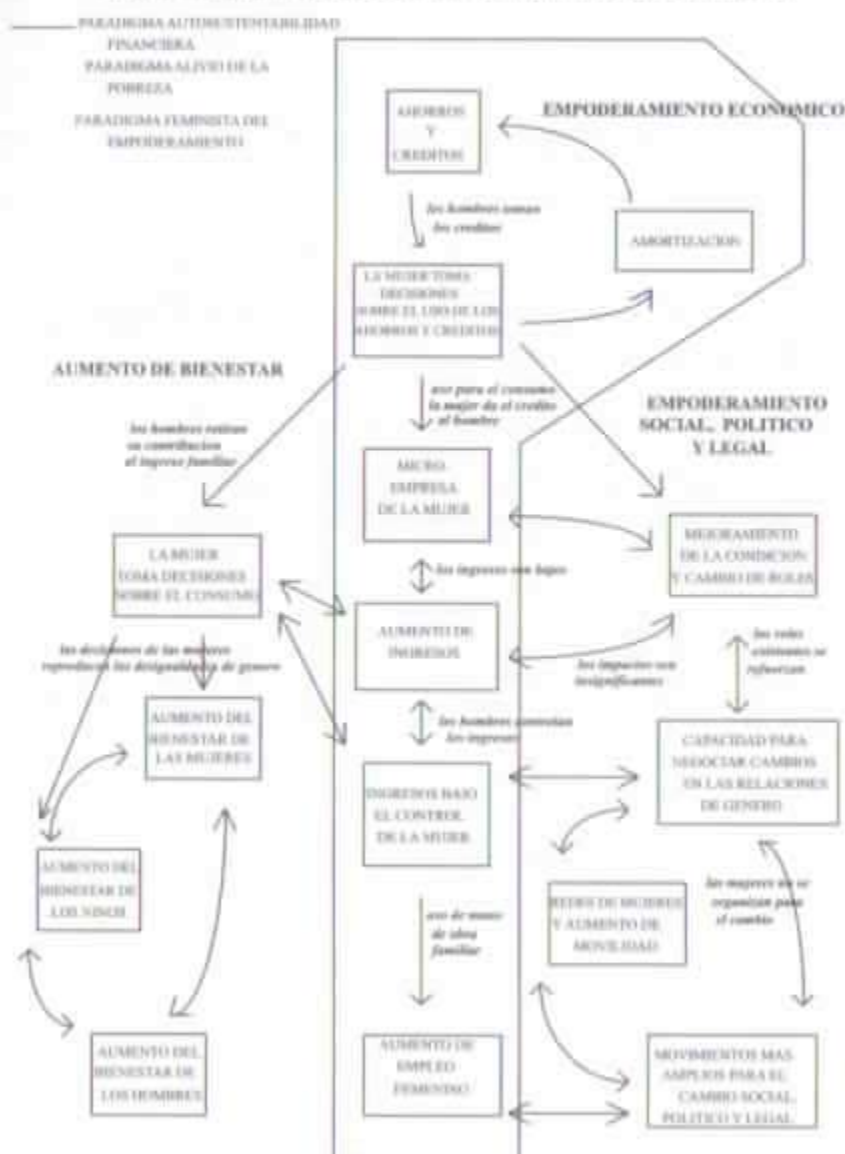 PARADIGMA AUTOSUSTENTABILIDAD
FINANCIERA
PARADIGMA ALIVIO DE LA
POBREZA
PARADIGMA FEMINISTA DEL
EMPODERAMIENTO
AHORROS
Y
CREDITOS
EMPODERAMIENTO ECONOMICO
los hombres toman
los creditos
AMORTIZACION
LA MUJER TOMA
DECISIONES
SOBRE EL USO DE LOS
AHORROS Y CREDITOS
AUMENTO DE BIENESTAR
uso para el consumo
la mujer da el credito
al hombre
EMPODERAMIENTO
SOCIAL, POLITICO
Y LEGAL
los hombres retiran
su contribucion
al ingreso familiar
MICRO
EMPRESA
DE LA MUJER
MEJORAMIENTO
DE LA CONDICION
Y CAMBIO DE ROLES
LA MUJER
TOMA DECISIONES
SOBRE EL CONSUMO
los ingresos son bajos
AUMENTO DE
INGRESOS
las decisiones de las mujeres
reproducen las desigualdades de genero
los impactos son
insignificantes
los roles
existentes se
refuerzan
los hombres controlan
los ingresos
AUMENTO DEL
BIENESTAR DE
LAS MUJERES
CAPACIDAD PARA
NEGOCIAR CAMBIOS
EN LAS RELACIONES
DE GENERO
INGRESOS BAJO
EL CONTROL
DE LA MUJER
AUMENTO DEL
BIENESTAR DE
LOS NINOS
las mujeres no se
organizan para
el cambio
REDES DE MUJERES
Y AUMENTO DE
MOVILIDAD
uso de mano
de obra
familiar
AUMENTO DEL
BIENESTAR DE
LOS HOMBRES
AUMENTO DE
EMPLEO
FEMENINO
MOVIMIENTOS MAS
AMPLIOS PARA EL
CAMBIO SOCIAL,
POLITICO Y LEGAL